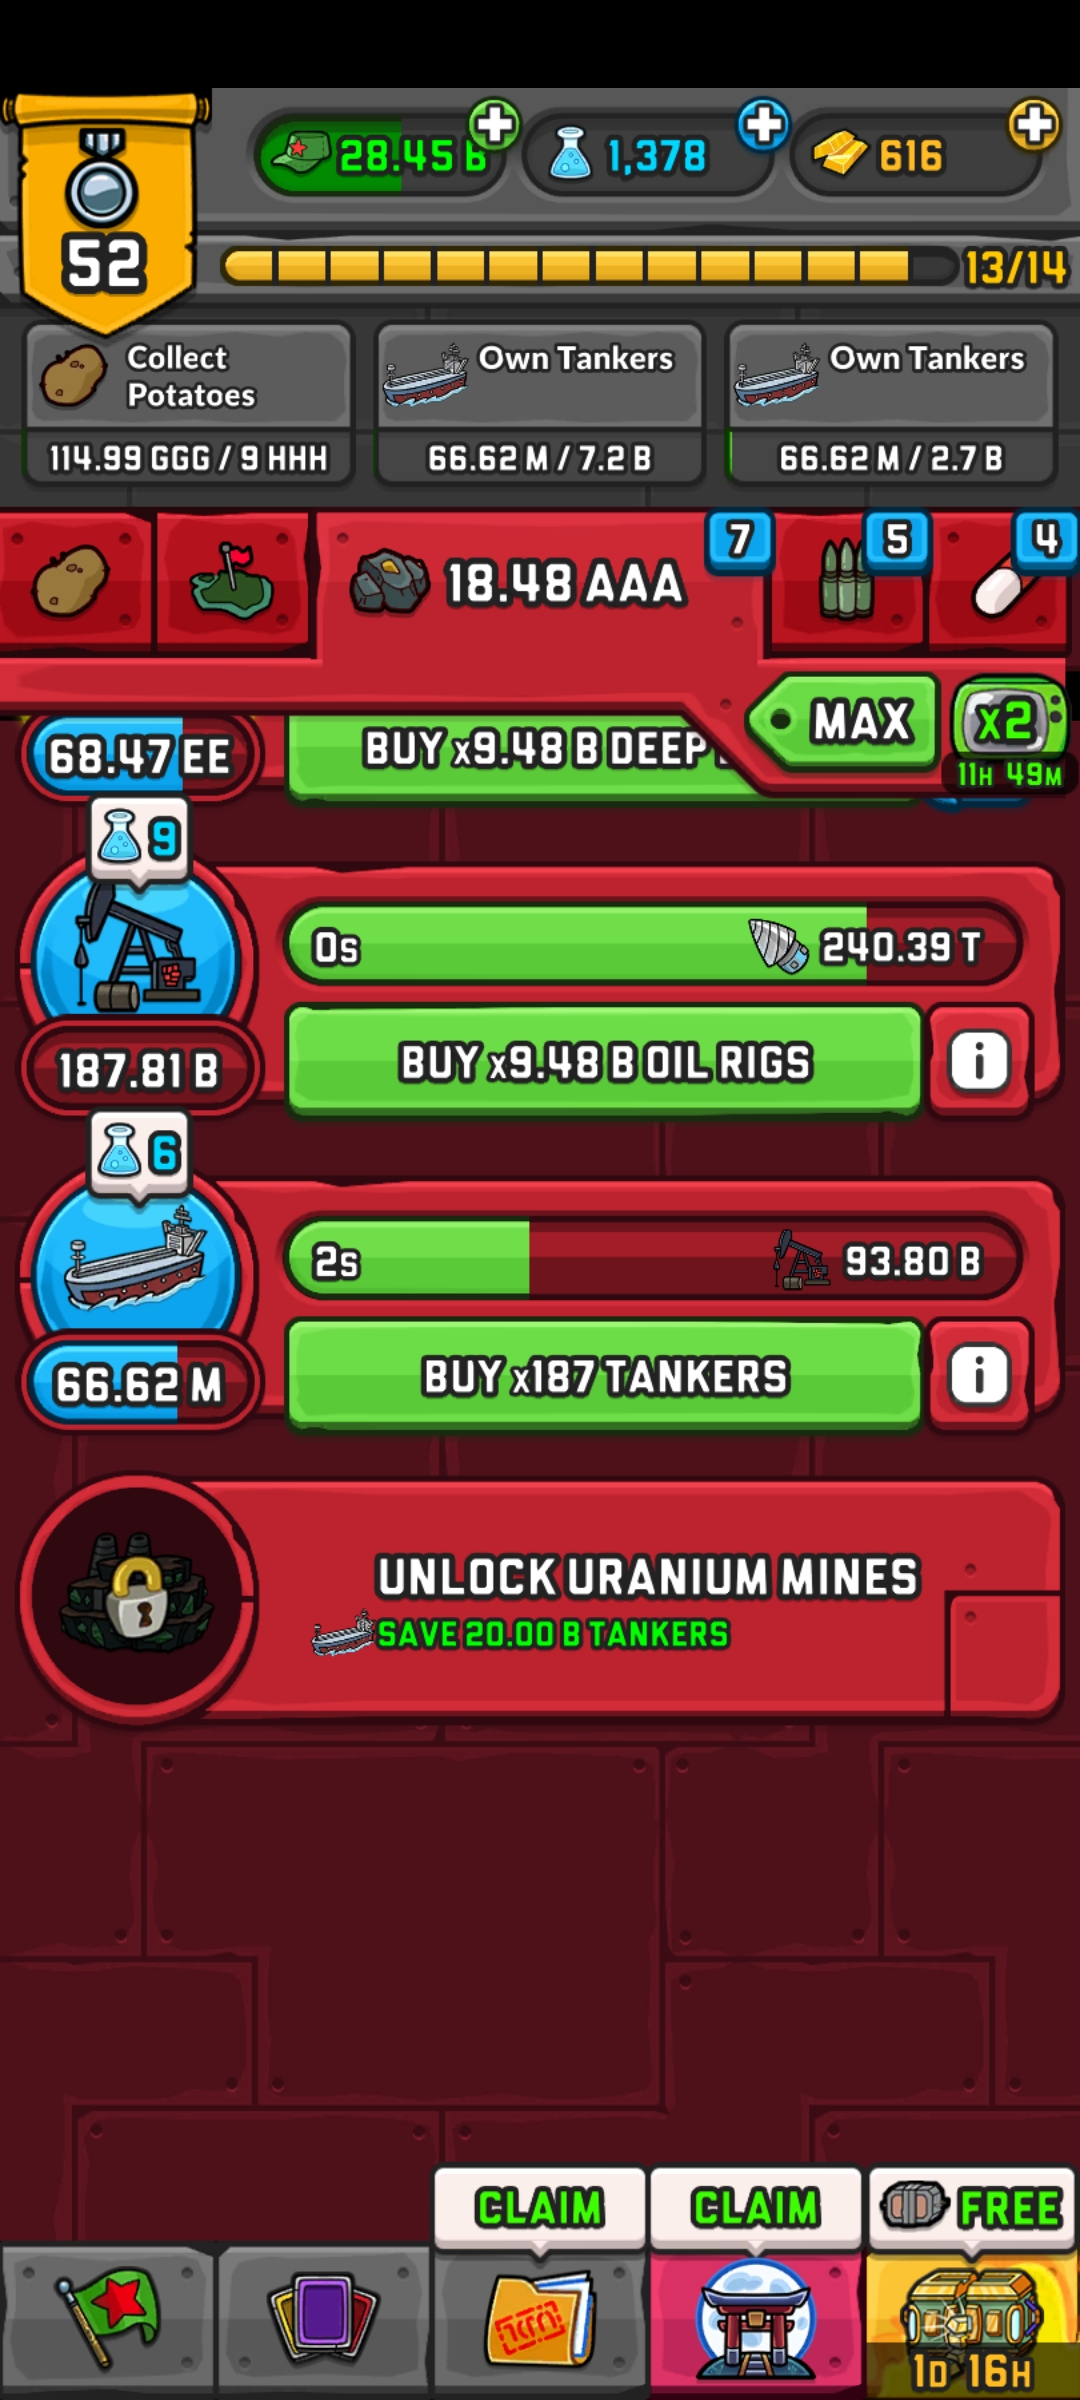 28.45 B
1,378
616
52
13/14
Collect
Potatoes
114.99 GGG / 9 HHH
Own Tankers
66.62 M / 7.2 B
Own Tankers
66.62 M / 2.7 B
18.48 AAA
7
5
4
MAX
x2
11H 49M
68.47 EE
BUY x9.48 B DEEP
9
0s
240.39 T
187.81 B
BUY x9.48 B OIL RIGS
i
6
2s
93.80 B
66.62 M
BUY x187 TANKERS
i
UNLOCK URANIUM MINES
SAVE 20.00 B TANKERS
CLAIM
CLAIM
FREE
1D 16H